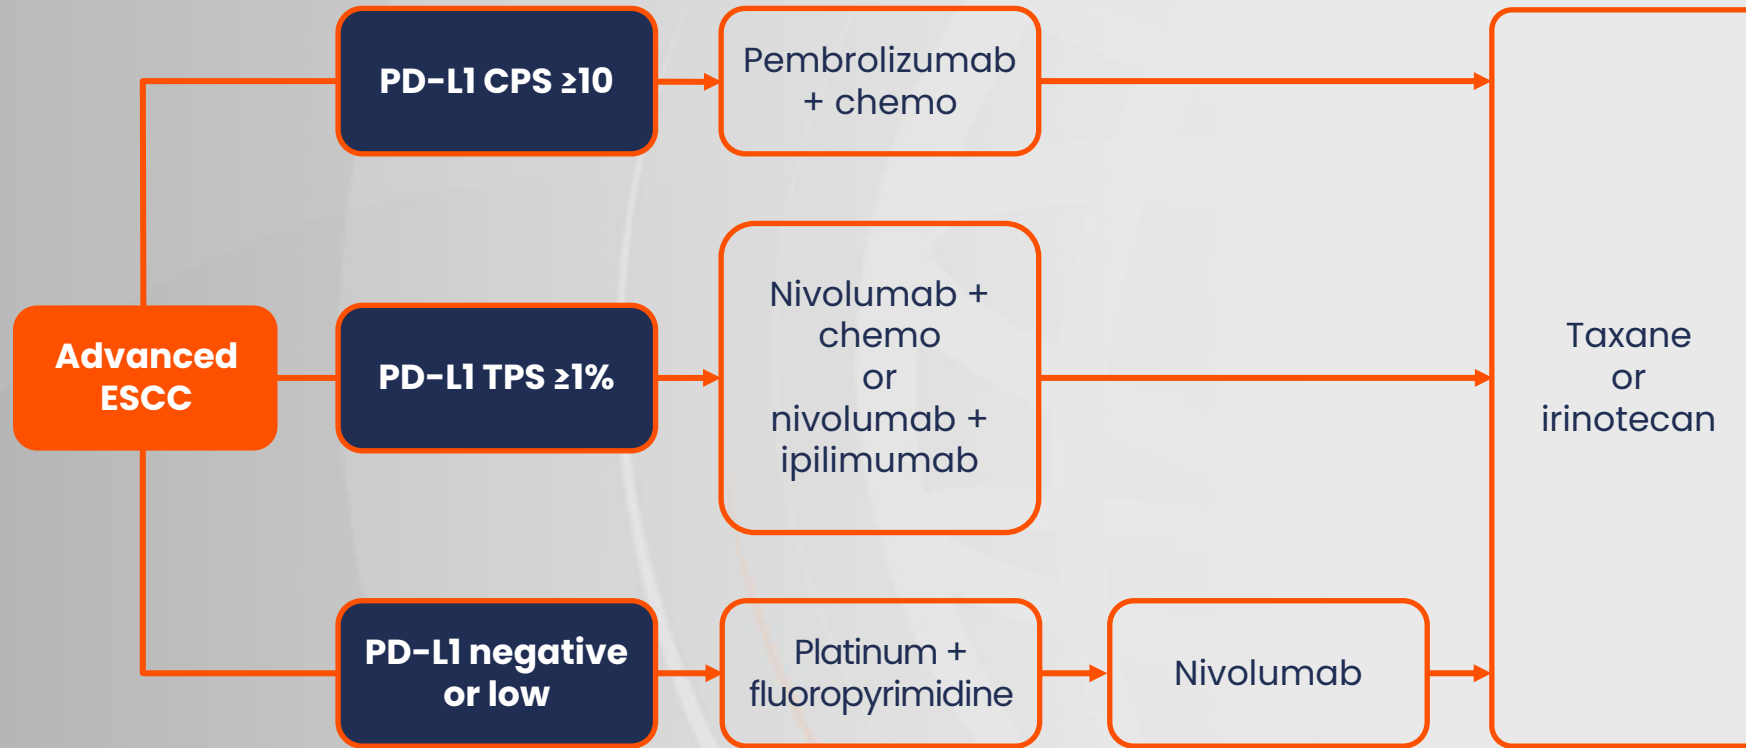 PD-L1 CPS ≥10
Pembrolizumab
+ chemo
Advanced
ESCC
PD-L1 TPS ≥1%
Nivolumab +
chemo
or
nivolumab +
ipilimumab
Taxane
or
irinotecan
PD-L1 negative
or low
Platinum +
fluoropyrimidine
Nivolumab